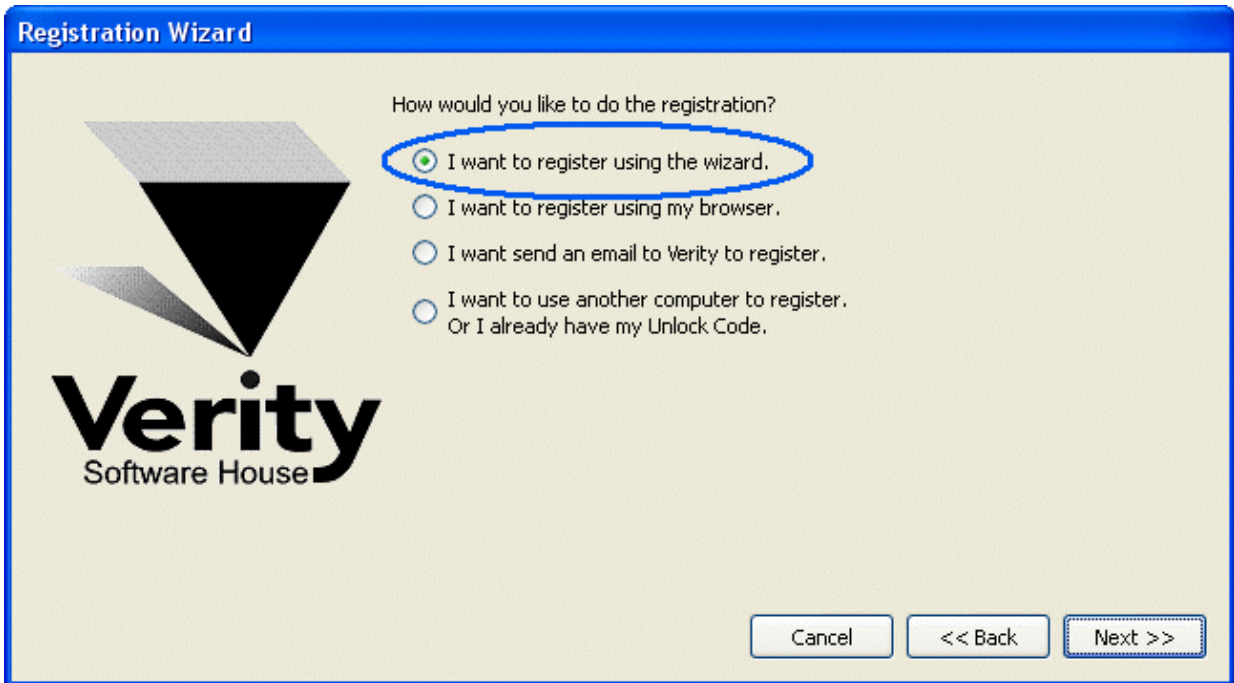 Registration Wizard
How would you like to do the registration?
I want to register using the wizard.
I want to register using my browser.
I want send an email to Verity to register.
I want to use another computer to register.
Or I already have my Unlock Code.
Verity
Software House
Cancel
<< Back
Next >>